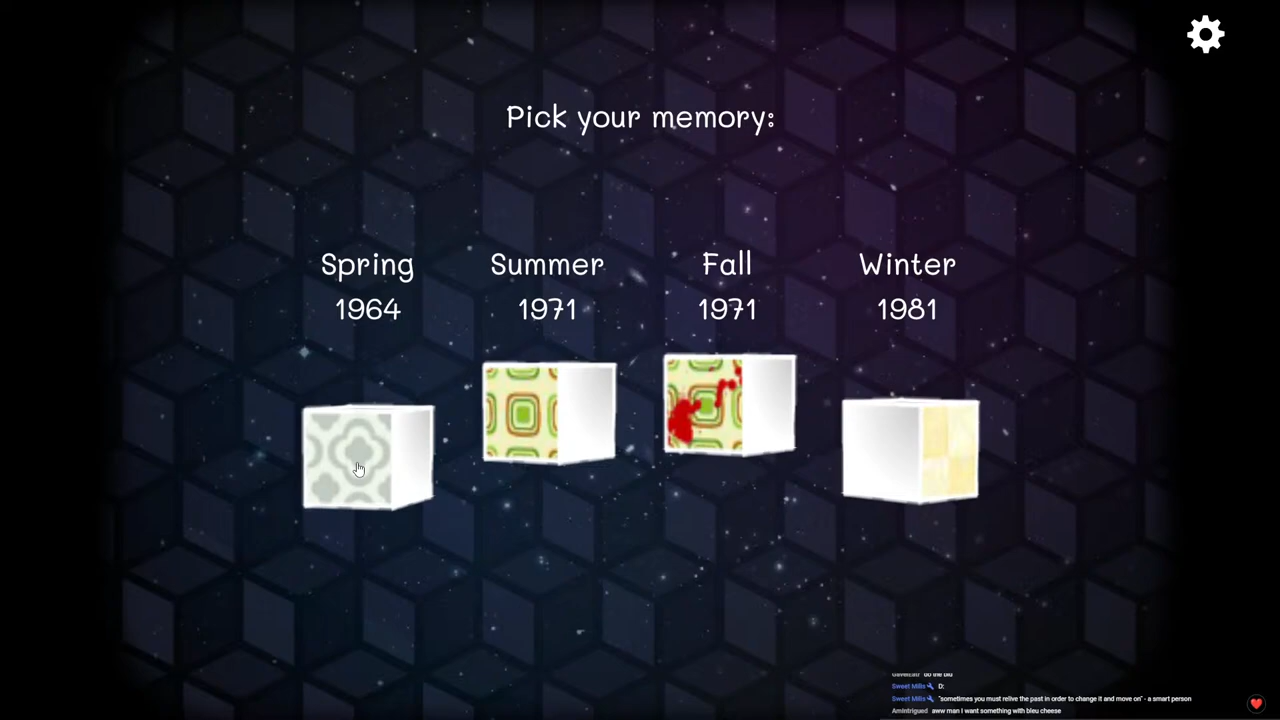 Pick your memory:
Spring
1964
Summer
1971
Fall
1971
Winter
1981
Sweet Mills D:
Sweet Mills "sometimes you must relive the past in order to change it and move on" - a smart person
Amintrigued aww man I want something with bleu cheese